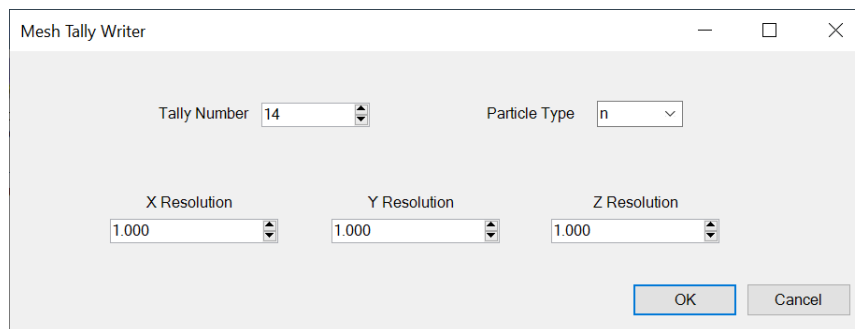 Mesh Tally Writer
Tally Number 14 Particle Type n
X Resolution Y Resolution Z Resolution
1.000 1.000 1.000
OK Cancel